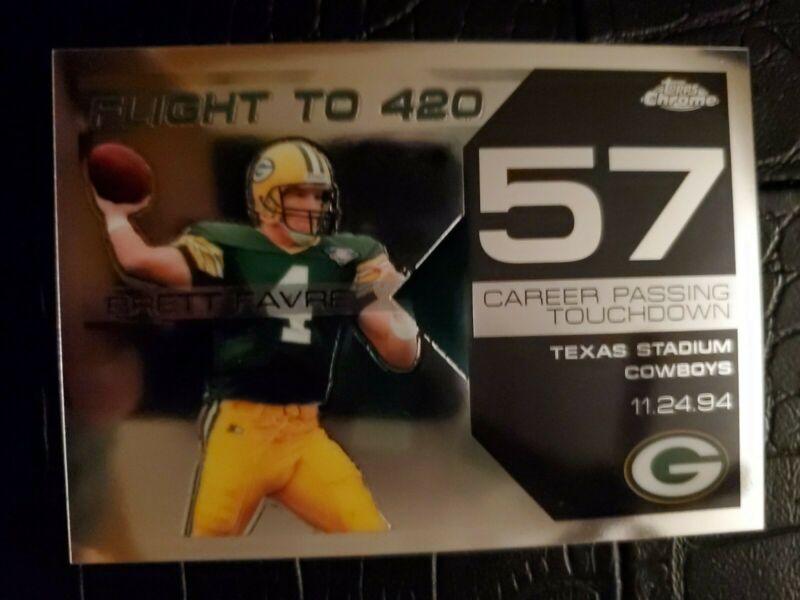 FLIGHT TO 420
Topps
Chrome
57
CAREER PASSING
TOUCHDOWN
TEXAS STADIUM
COWBOYS
11.24.94
BRETT FAVRE
4
G
G